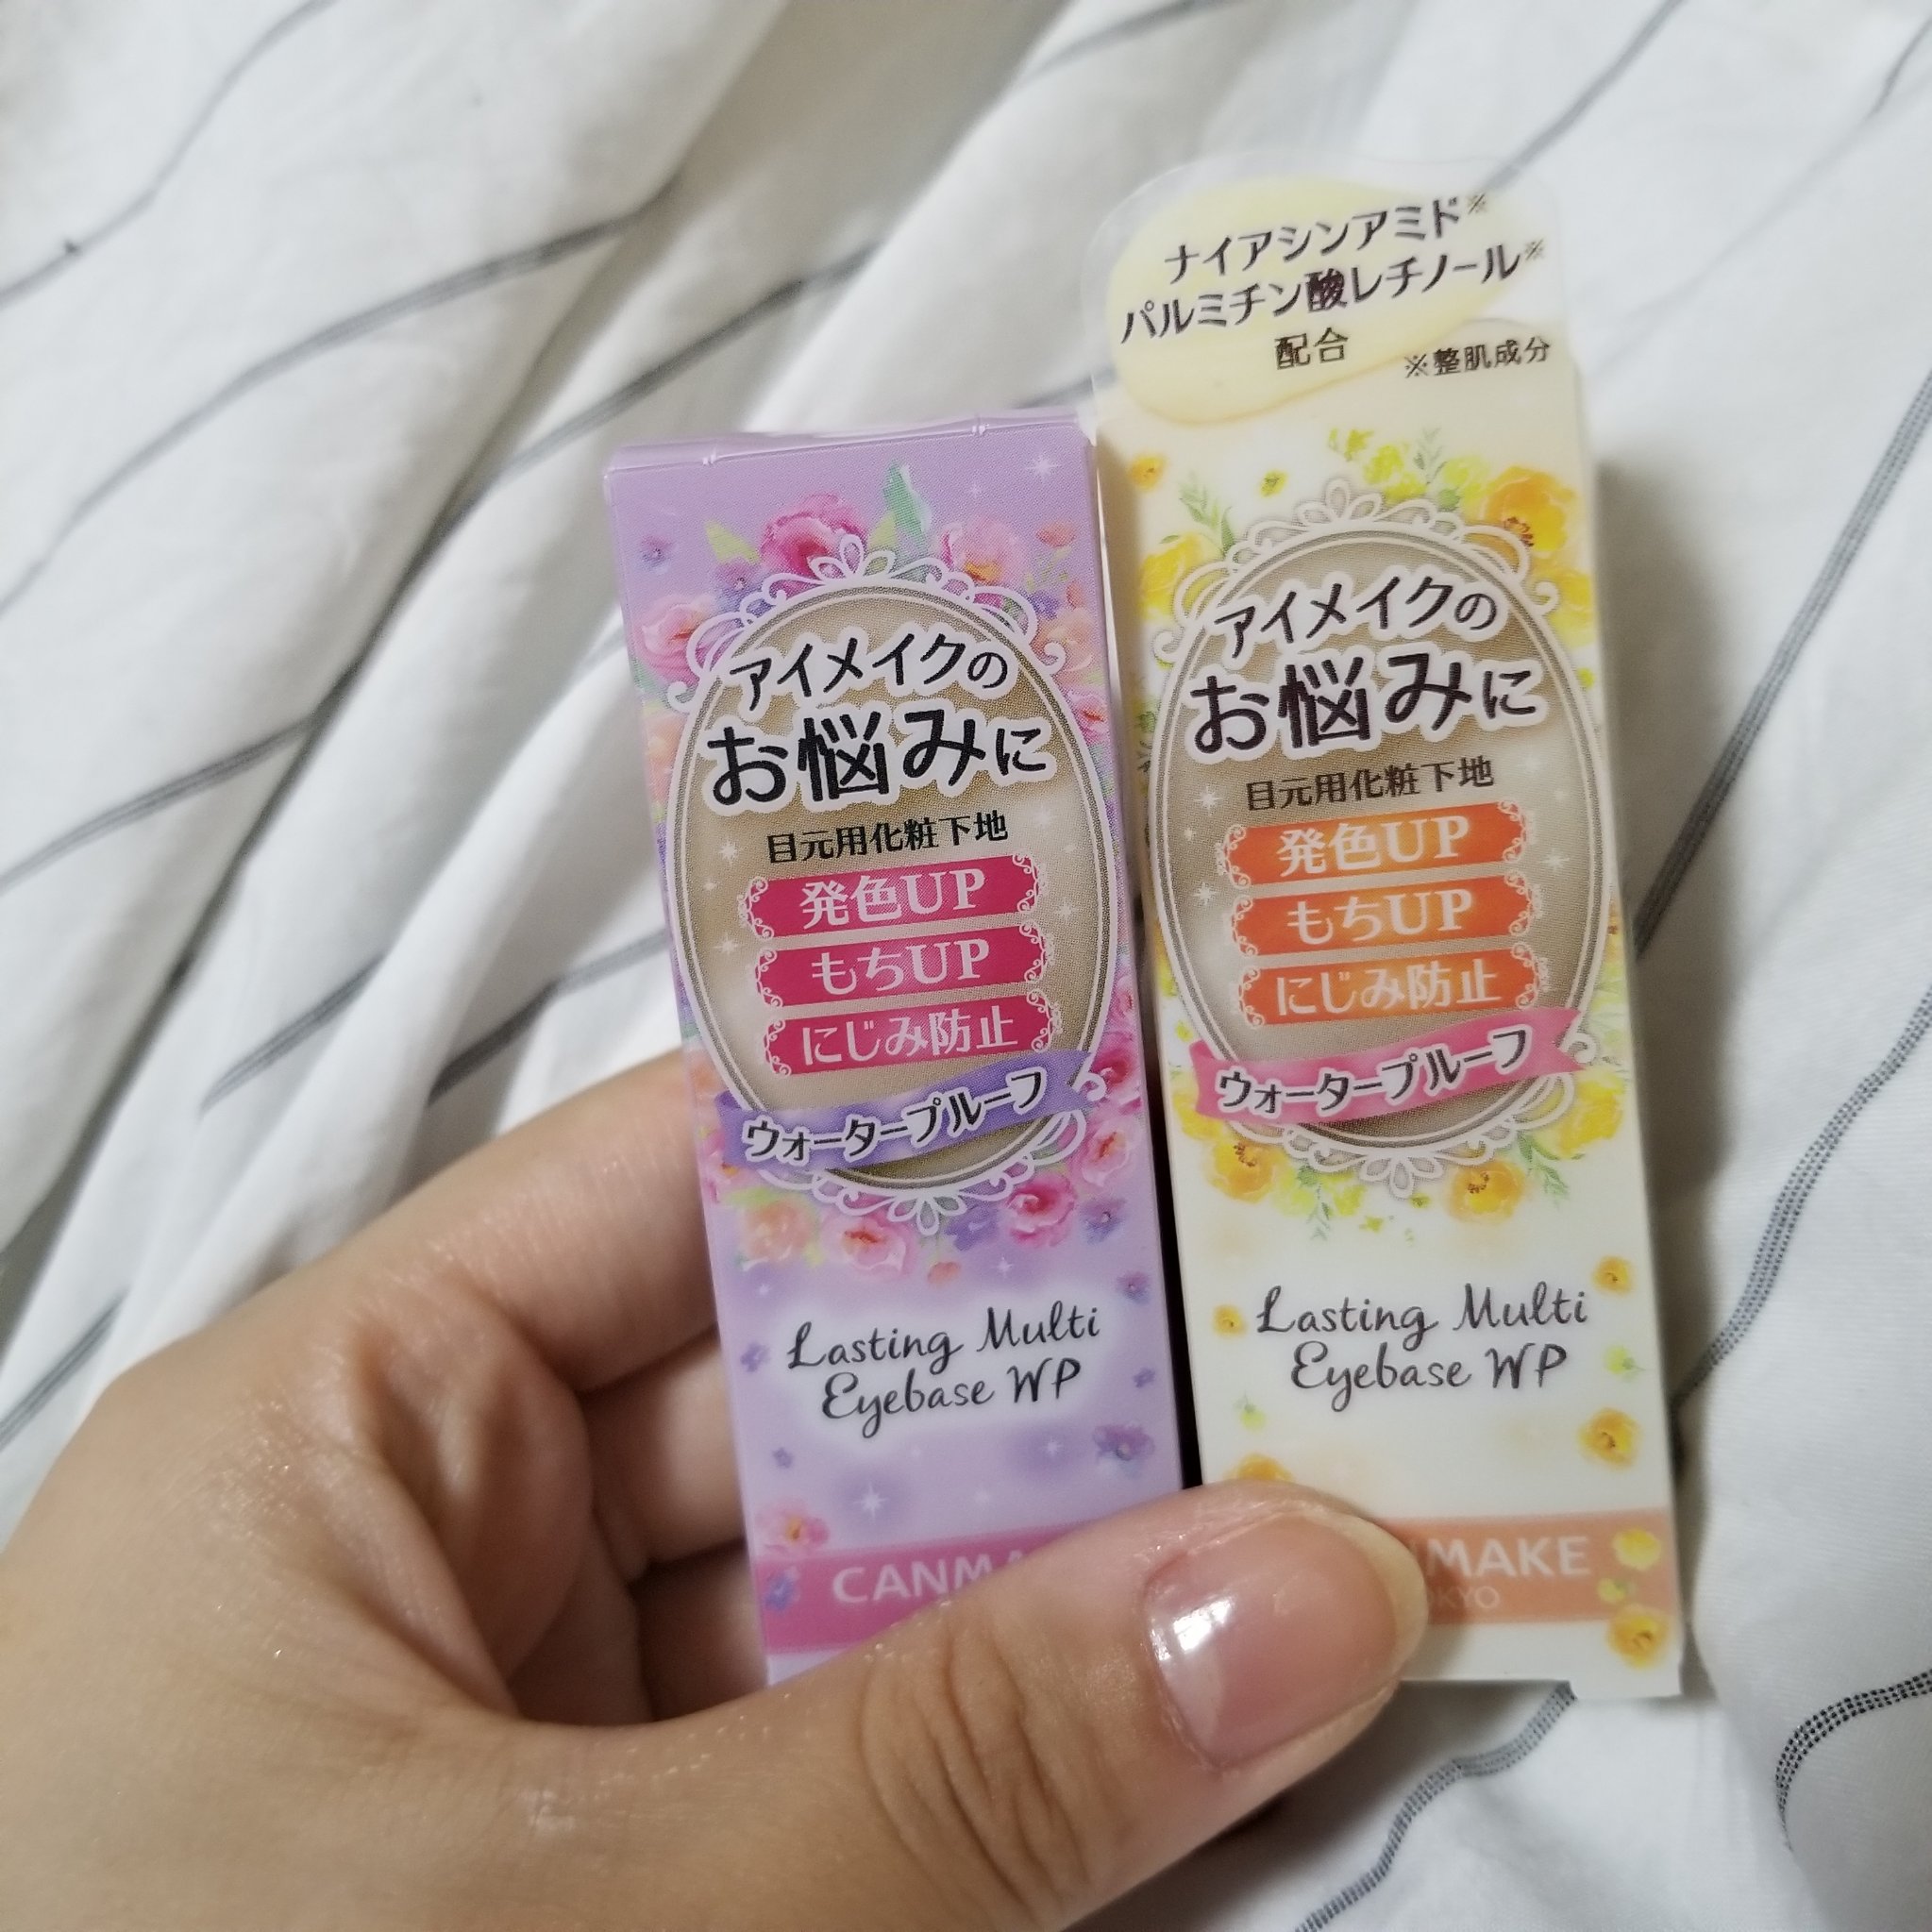 アイメイクの
お悩みに
目元用化粧下地
発色UP
もちUP
にじみ防止
ウォータープルーフ
Lasting Multi
Eyebase WP
ナイアシンアミド※
パルミチン酸レチノール※
配合
※整肌成分
アイメイクの
お悩みに
目元用化粧下地
発色UP
もちUP
にじみ防止
ウォータープルーフ
Lasting Multi
Eyebase WP